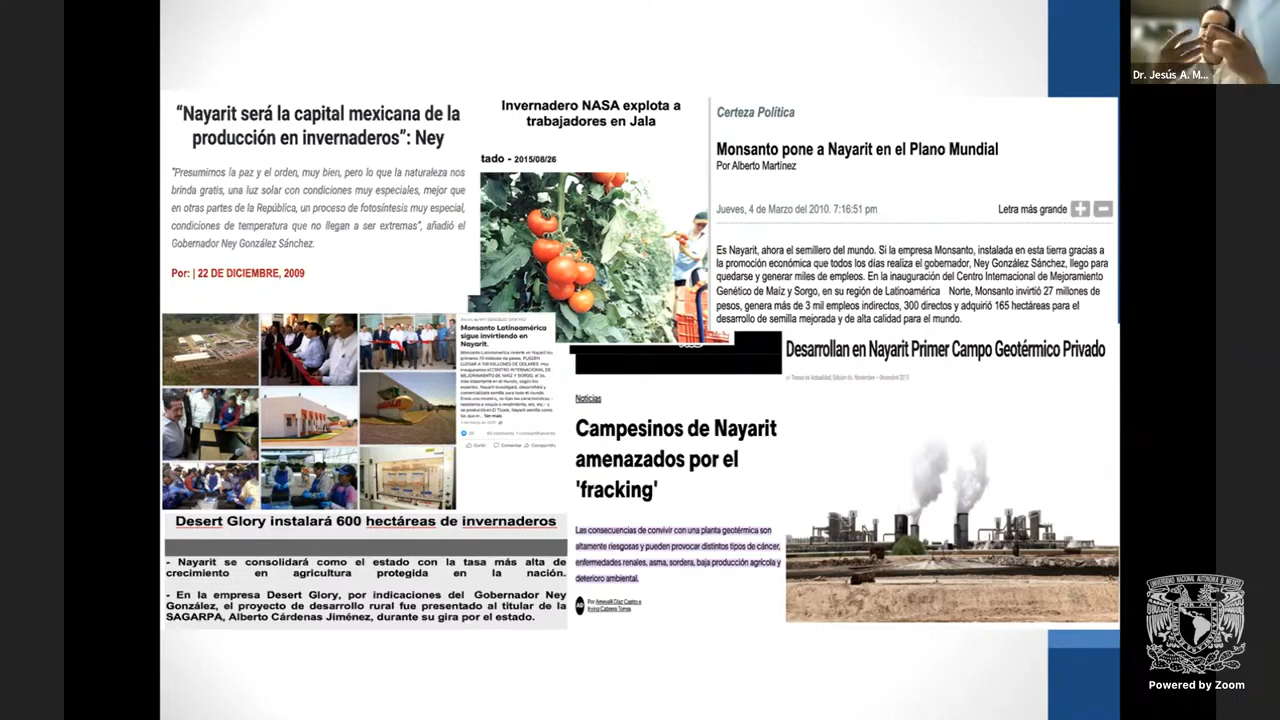 “Nayarit será la capital mexicana de la
producción en invernaderos”: Ney
“Presumimos la paz y el orden, muy bien, pero lo que la naturaleza nos
brinda gratis, una luz solar con condiciones muy especiales, mejor que
en otras partes de la República, un proceso de fotosíntesis muy especial,
condiciones de temperatura que no llegan a ser extremas”, añadió el
Gobernador Ney González Sánchez.
Por: | 22 DE DICIEMBRE, 2009
Invernadero NASA explota a
trabajadores en Jala
tado - 2015/08/26
Certeza Política
Monsanto pone a Nayarit en el Plano Mundial
Por Alberto Martínez
Jueves, 4 de Marzo del 2010. 7:16:51 pm
Letra más grande
Es Nayarit, ahora el semillero del mundo. Si la empresa Monsanto, instalada en esta tierra gracias a
la promoción económica que todos los días realiza el gobernador, Ney González Sánchez, llego para
quedarse y generar miles de empleos. En la inauguración del Centro Internacional de Mejoramiento
Genético de Maíz y Sorgo, en su región de Latinoamérica Norte, Monsanto invirtió 27 millones de
pesos, genera más de 3 mil empleos indirectos, 300 directos y adquirió 165 hectáreas para el
desarrollo de semilla mejorada y de alta calidad para el mundo.
Monsanto Latinoamérica
sigue invirtiendo en
Nayarit.
Desert Glory instalará 600 hectáreas de invernaderos
- Nayarit se consolidará como el estado con la tasa más alta de
crecimiento en agricultura protegida en la nación.
- En la empresa Desert Glory, por indicaciones del Gobernador Ney
González, el proyecto de desarrollo rural fue presentado al titular de la
SAGARPA, Alberto Cárdenas Jiménez, durante su gira por el estado.
Noticias
Campesinos de Nayarit
amenazados por el
'fracking'
Las consecuencias de convivir con una planta geotérmica son
altamente riesgosos y pueden provocar distintos tipos de cáncer,
enfermedades renales, asma, sordera, baja producción agrícola y
deterioro ambiental.
Desarrollan en Nayarit Primer Campo Geotérmico Privado
Dr. Jesús A. M...
Powered by Zoom